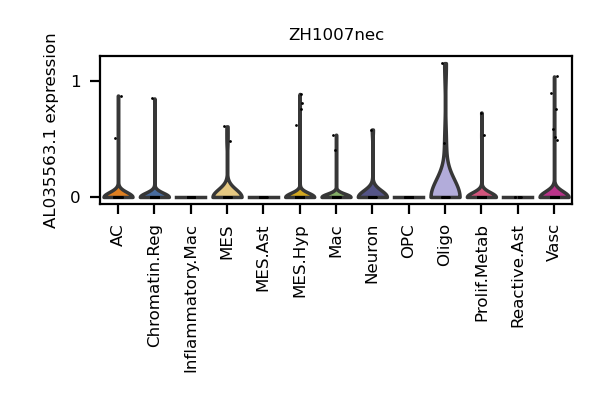 ZH1007nec
AL035563.1 expression
1
0
AC
Chromatin.Reg
Inflammatory.Mac
MES
MES.Ast
MES.Hyp
Mac
Neuron
OPC
Oligo
Prolif.Metab
Reactive.Ast
Vasc